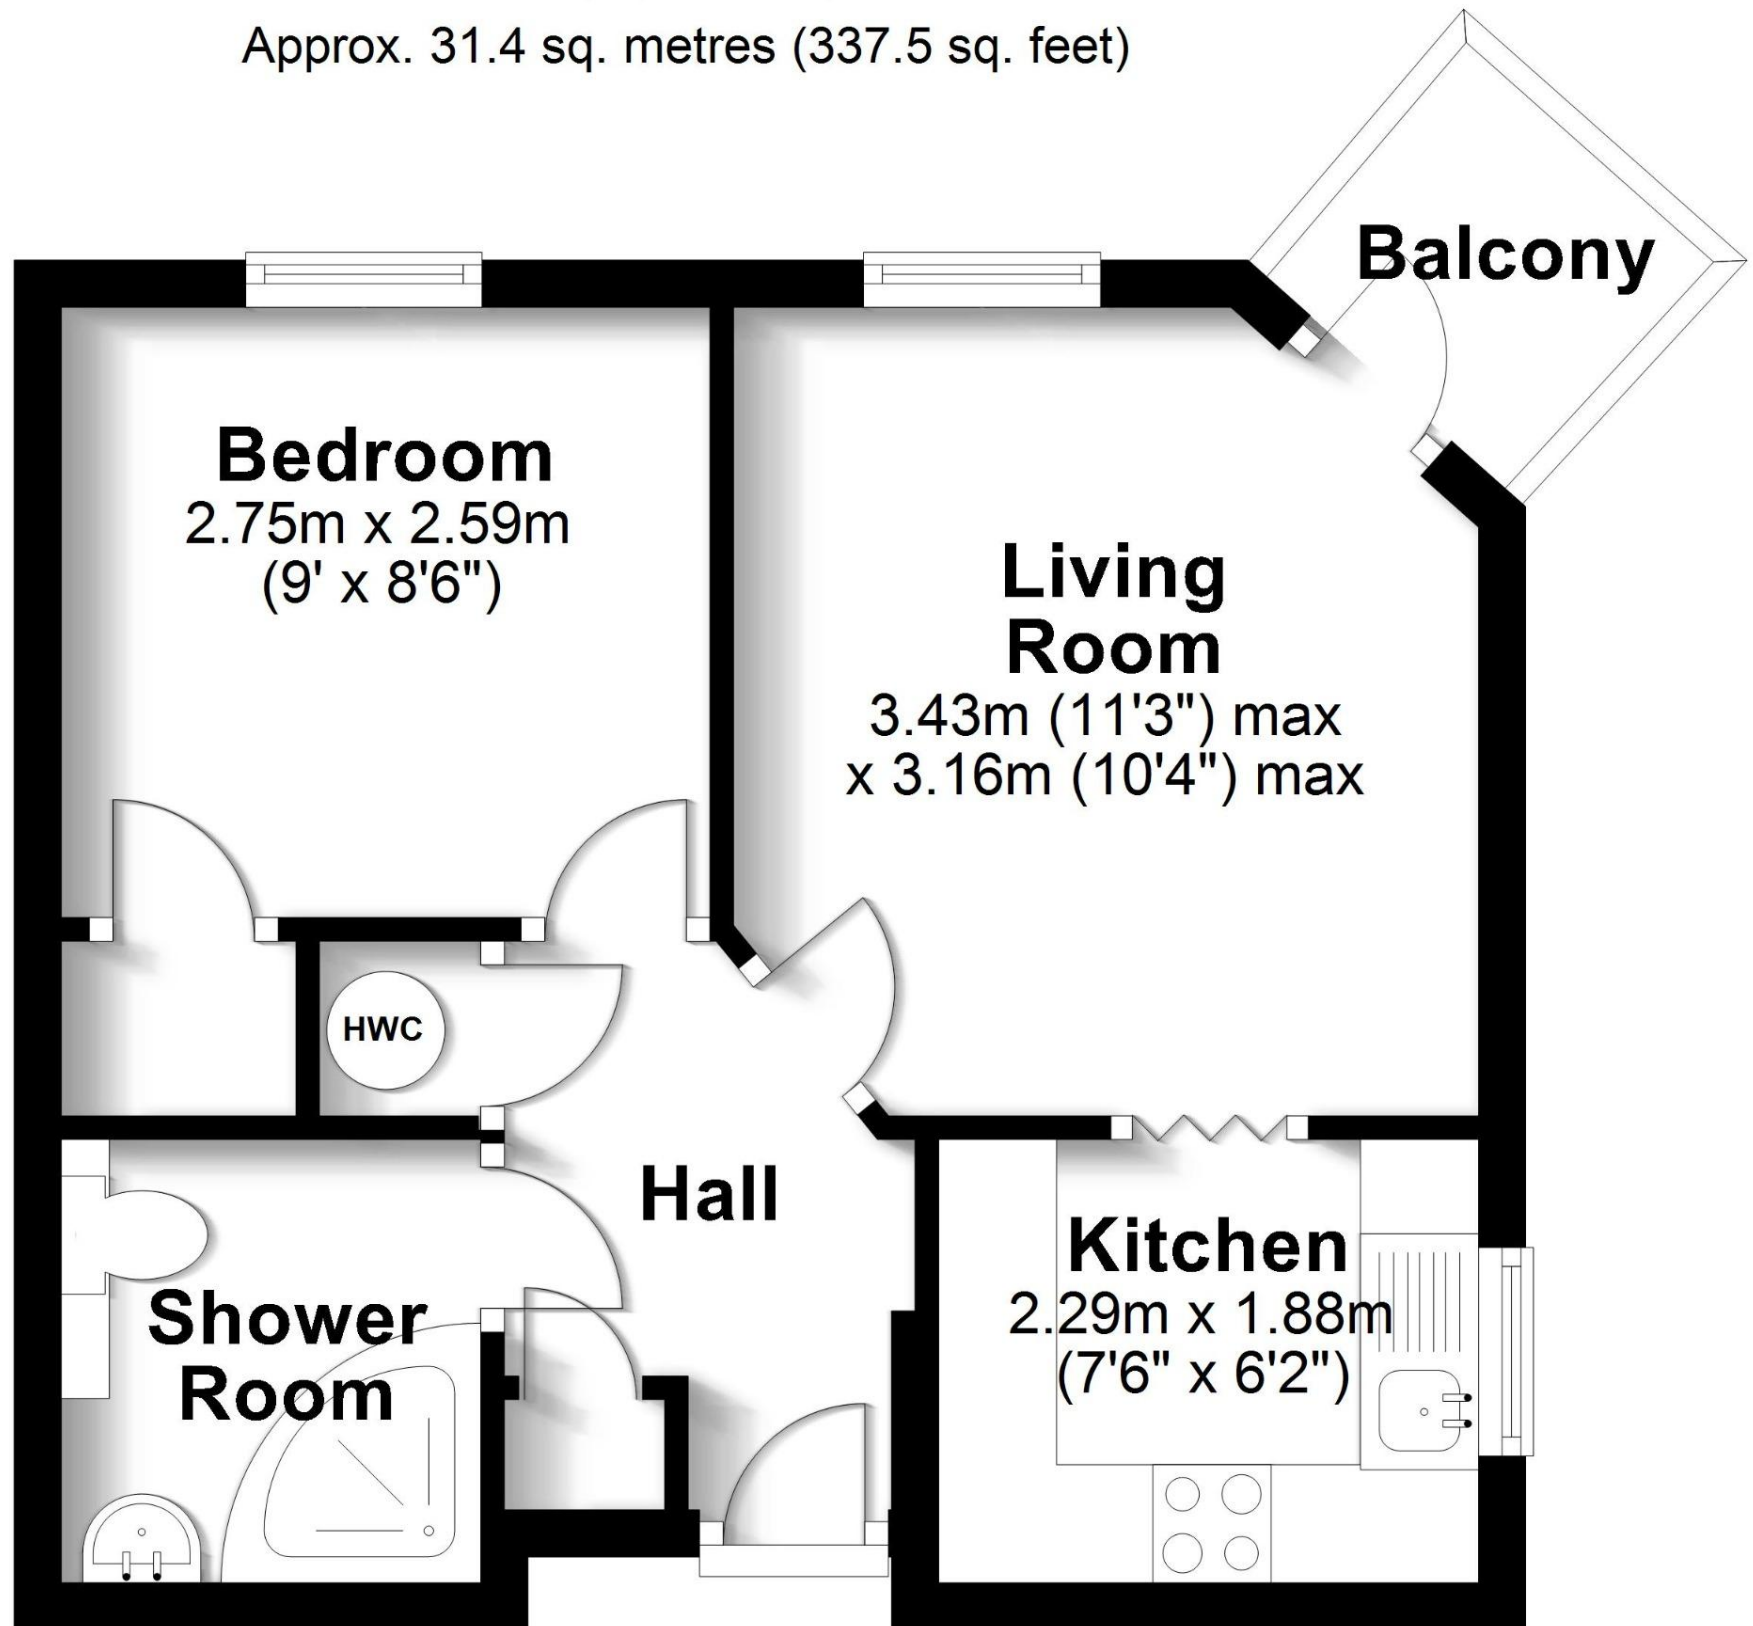 Approx. 31.4 sq. metres (337.5 sq. feet)
Balcony
Bedroom
2.75m x 2.59m
(9' x 8'6")
Living
Room
3.43m (11'3") max
x 3.16m (10'4") max
HWC
Hall
Kitchen
2.29m x 1.88m
(7'6" x 6'2")
Shower
Room